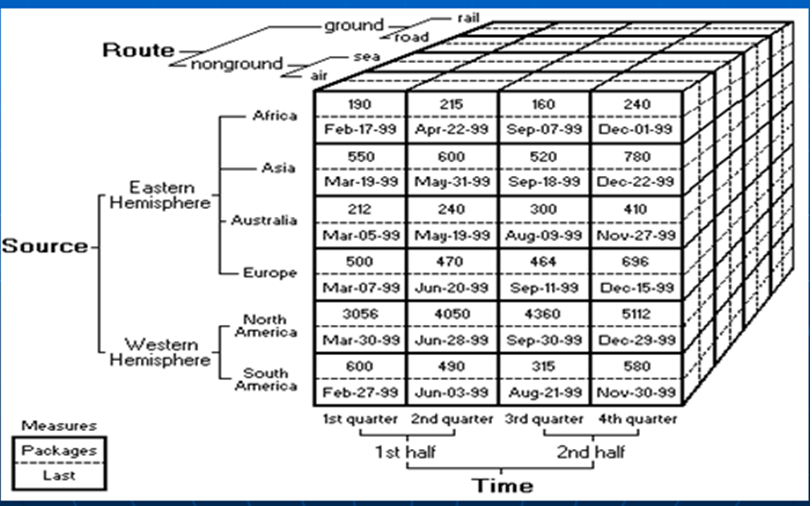 ground rail
road
Route
nonground sea
air
190 215 160 240
Africa
Feb-17-99 Apr-22-99 Sep-07-99 Dec-01-99
550 600 520 780
Asia
Mar-19-99 May-31-99 Sep-18-99 Dec-22-99
Eastern
Hemisphere
212 240 300 410
Australia
Mar-05-99 May-19-99 Aug-09-99 Nov-27-99
Source
500 470 464 696
Europe
Mar-07-99 Jun-20-99 Sep-11-99 Dec-15-99
North
America
3056 4050 4360 5112
Mar-30-99 Jun-28-99 Sep-30-99 Dec-29-99
Western
Hemisphere
600 490 315 580
South
America
Feb-27-99 Jun-03-99 Aug-21-99 Nov-30-99
Measures
Packages
Last
1st quarter 2nd quarter 3rd quarter 4th quarter
1st half 2nd half
Time